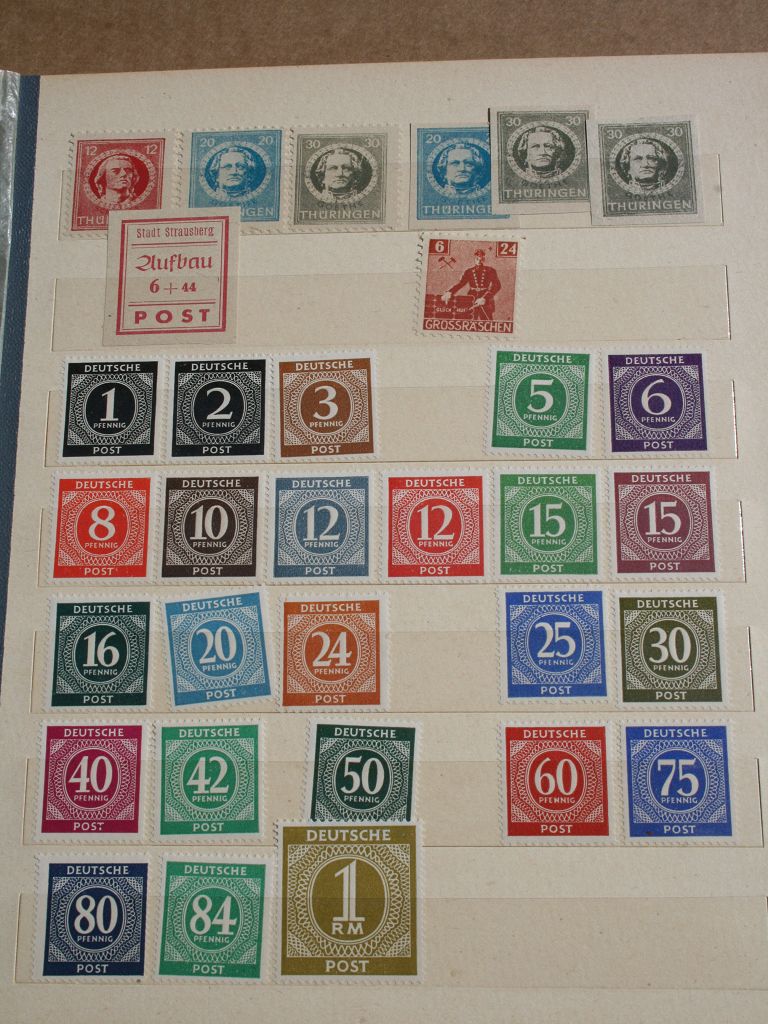 12 12
THÜRINGEN
20 20
THÜRINGEN
30 30
THÜRINGEN
20
THÜRINGEN
30 30
THÜRINGEN
30 30
THÜRINGEN
Stadt Strausberg
Aufbau
6 + 44
POST
6 + 24
GLÜCK AUF!
GROSSRÄSCHEN
DEUTSCHE
1
PFENNIG
POST
DEUTSCHE
2
PFENNIG
POST
DEUTSCHE
3
PFENNIG
POST
DEUTSCHE
5
PFENNIG
POST
DEUTSCHE
6
PFENNIG
POST
DEUTSCHE
8
PFENNIG
POST
DEUTSCHE
10
PFENNIG
POST
DEUTSCHE
12
PFENNIG
POST
DEUTSCHE
12
PFENNIG
POST
DEUTSCHE
15
PFENNIG
POST
DEUTSCHE
15
PFENNIG
POST
DEUTSCHE
16
PFENNIG
POST
DEUTSCHE
20
PFENNIG
POST
DEUTSCHE
24
PFENNIG
POST
DEUTSCHE
25
PFENNIG
POST
DEUTSCHE
30
PFENNIG
POST
DEUTSCHE
40
PFENNIG
POST
DEUTSCHE
42
PFENNIG
POST
DEUTSCHE
50
PFENNIG
DEUTSCHE
60
PFENNIG
POST
DEUTSCHE
75
PFENNIG
POST
DEUTSCHE
80
PFENNIG
POST
DEUTSCHE
84
PFENNIG
POST
DEUTSCHE
1
RM
POST